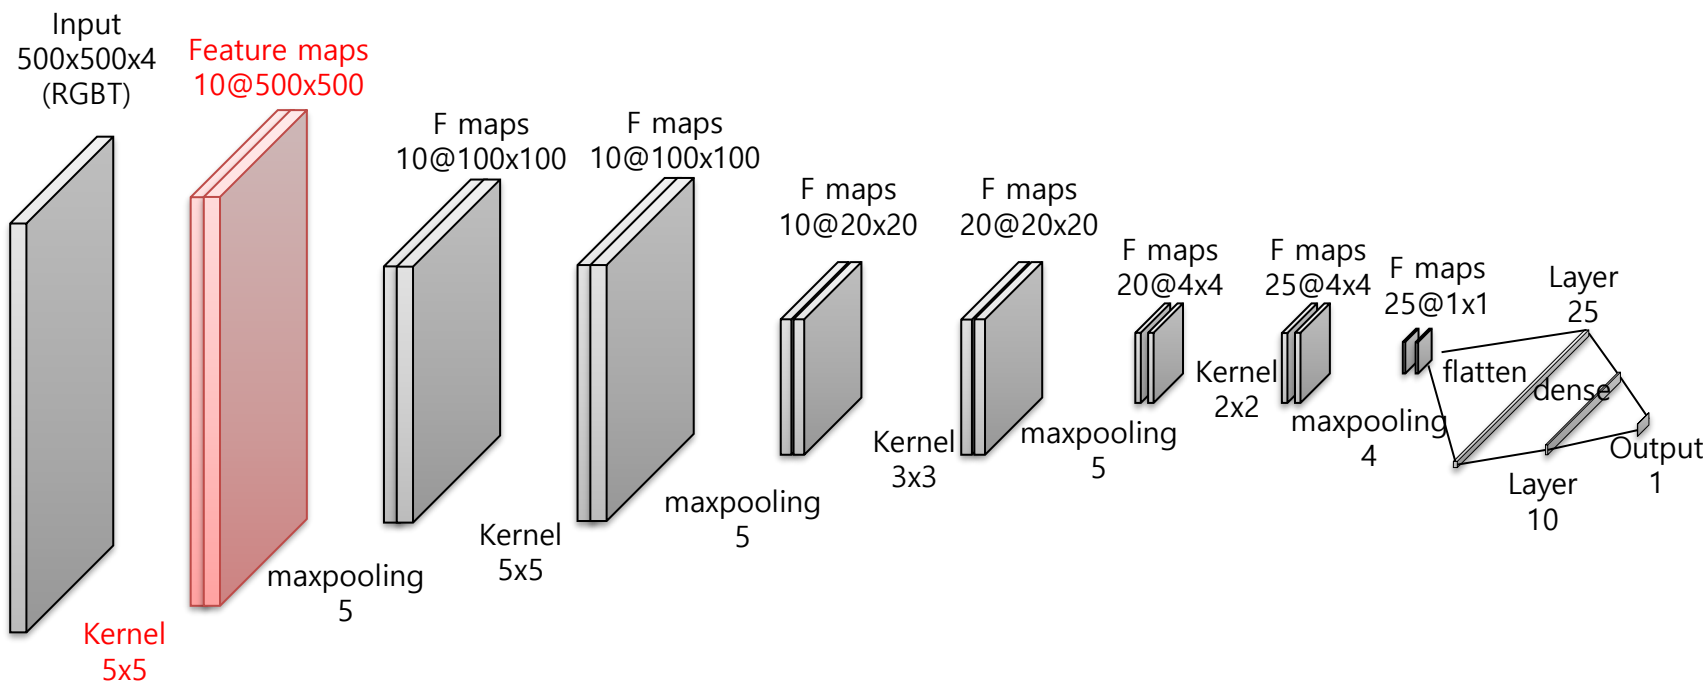 Input
500x500x4
(RGBT)
Feature maps
10@500x500
F maps
10@100x100
F maps
10@100x100
F maps
10@20x20
F maps
20@20x20
F maps
20@4x4
F maps
25@4x4
F maps
25@1x1
Layer
25
flatten
dense
Kernel
5x5
maxpooling
5
Kernel
5x5
maxpooling
5
Kernel
3x3
maxpooling
5
Kernel
2x2
maxpooling
4
Layer
10
Output
1